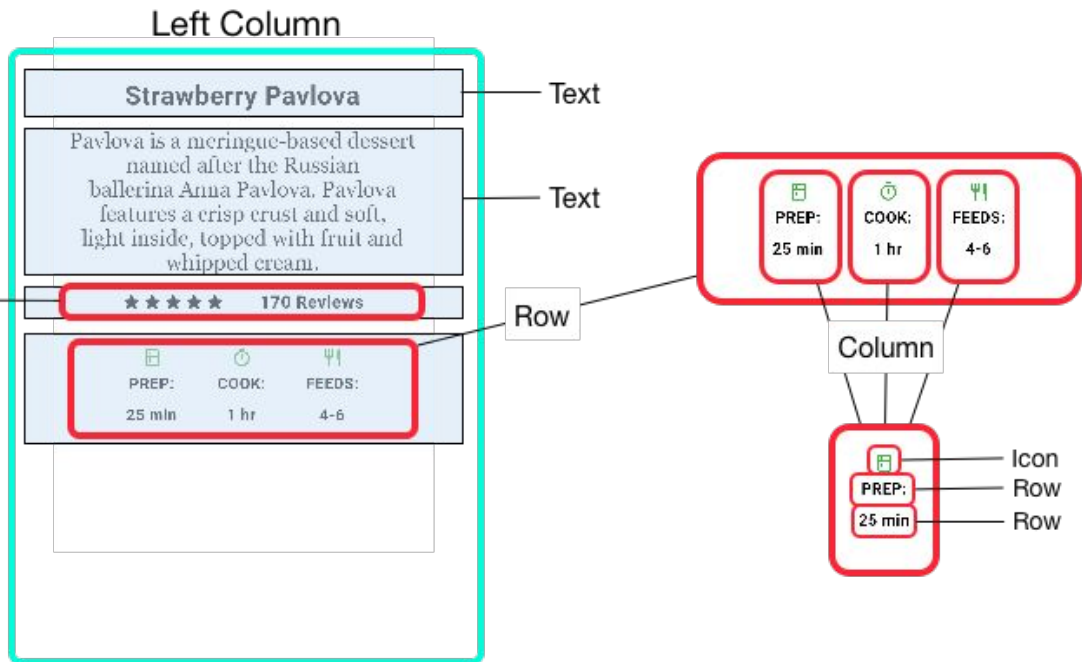 Left Column
Strawberry Pavlova
Text
Pavlova is a meringue-based dessert
named after the Russian
ballerina Anna Pavlova. Pavlova
features a crisp crust and soft,
light inside, topped with fruit and
whipped cream.
Text
170 Reviews
Row
PREP: COOK: FEEDS:
25 min 1 hr 4-6
PREP: COOK: FEEDS:
25 min 1 hr 4-6
Column
Icon
PREP:
Row
25 min
Row